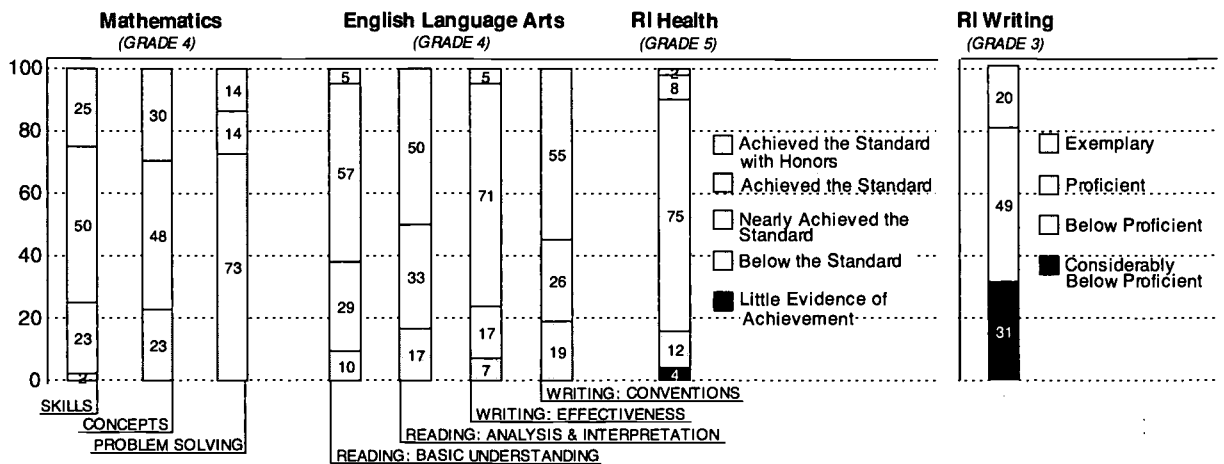 Mathematics
(GRADE 4)
English Language Arts
(GRADE 4)
RI Health
(GRADE 5)
RI Writing
(GRADE 3)
100
80
60
40
20
0
25
50
23
2
30
48
23
14
14
73
5
57
29
10
50
33
17
5
71
17
7
55
26
19
2
8
75
12
4
Achieved the Standard
with Honors
Achieved the Standard
Nearly Achieved the
Standard
Below the Standard
Little Evidence of
Achievement
20
49
31
Exemplary
Proficient
Below Proficient
Considerably
Below Proficient
SKILLS
CONCEPTS
PROBLEM SOLVING
WRITING: CONVENTIONS
WRITING: EFFECTIVENESS
READING: ANALYSIS & INTERPRETATION
READING: BASIC UNDERSTANDING